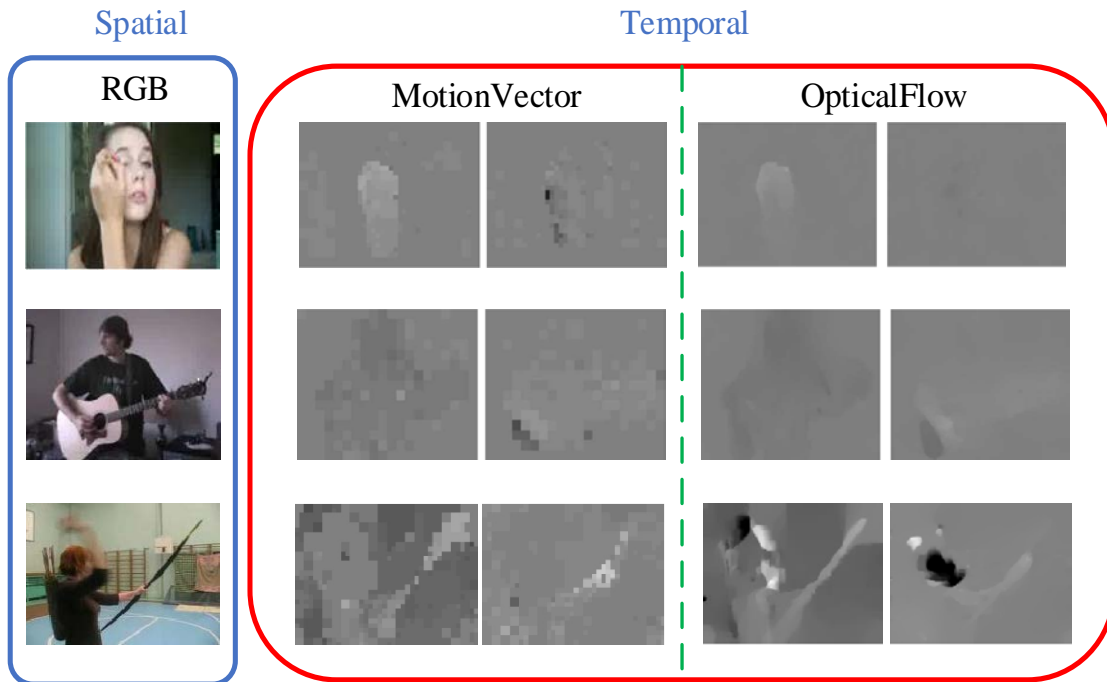 Spatial
Temporal
RGB
MotionVector
OpticalFlow